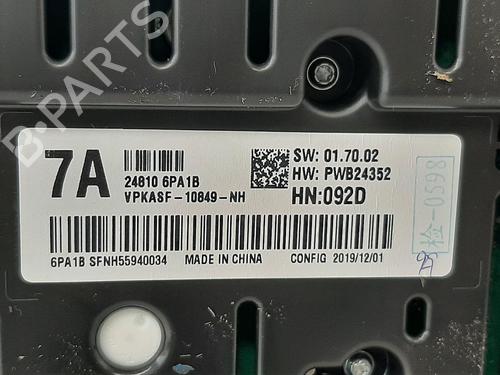 B-PARTS
7A
24810 6PA1B
VPKASF-10849-NH
SW: 01.70.02
HW: PWB24352
HN:092D
检-0598
6PA1B SFNH55940034 MADE IN CHINA CONFIG 2019/12/01